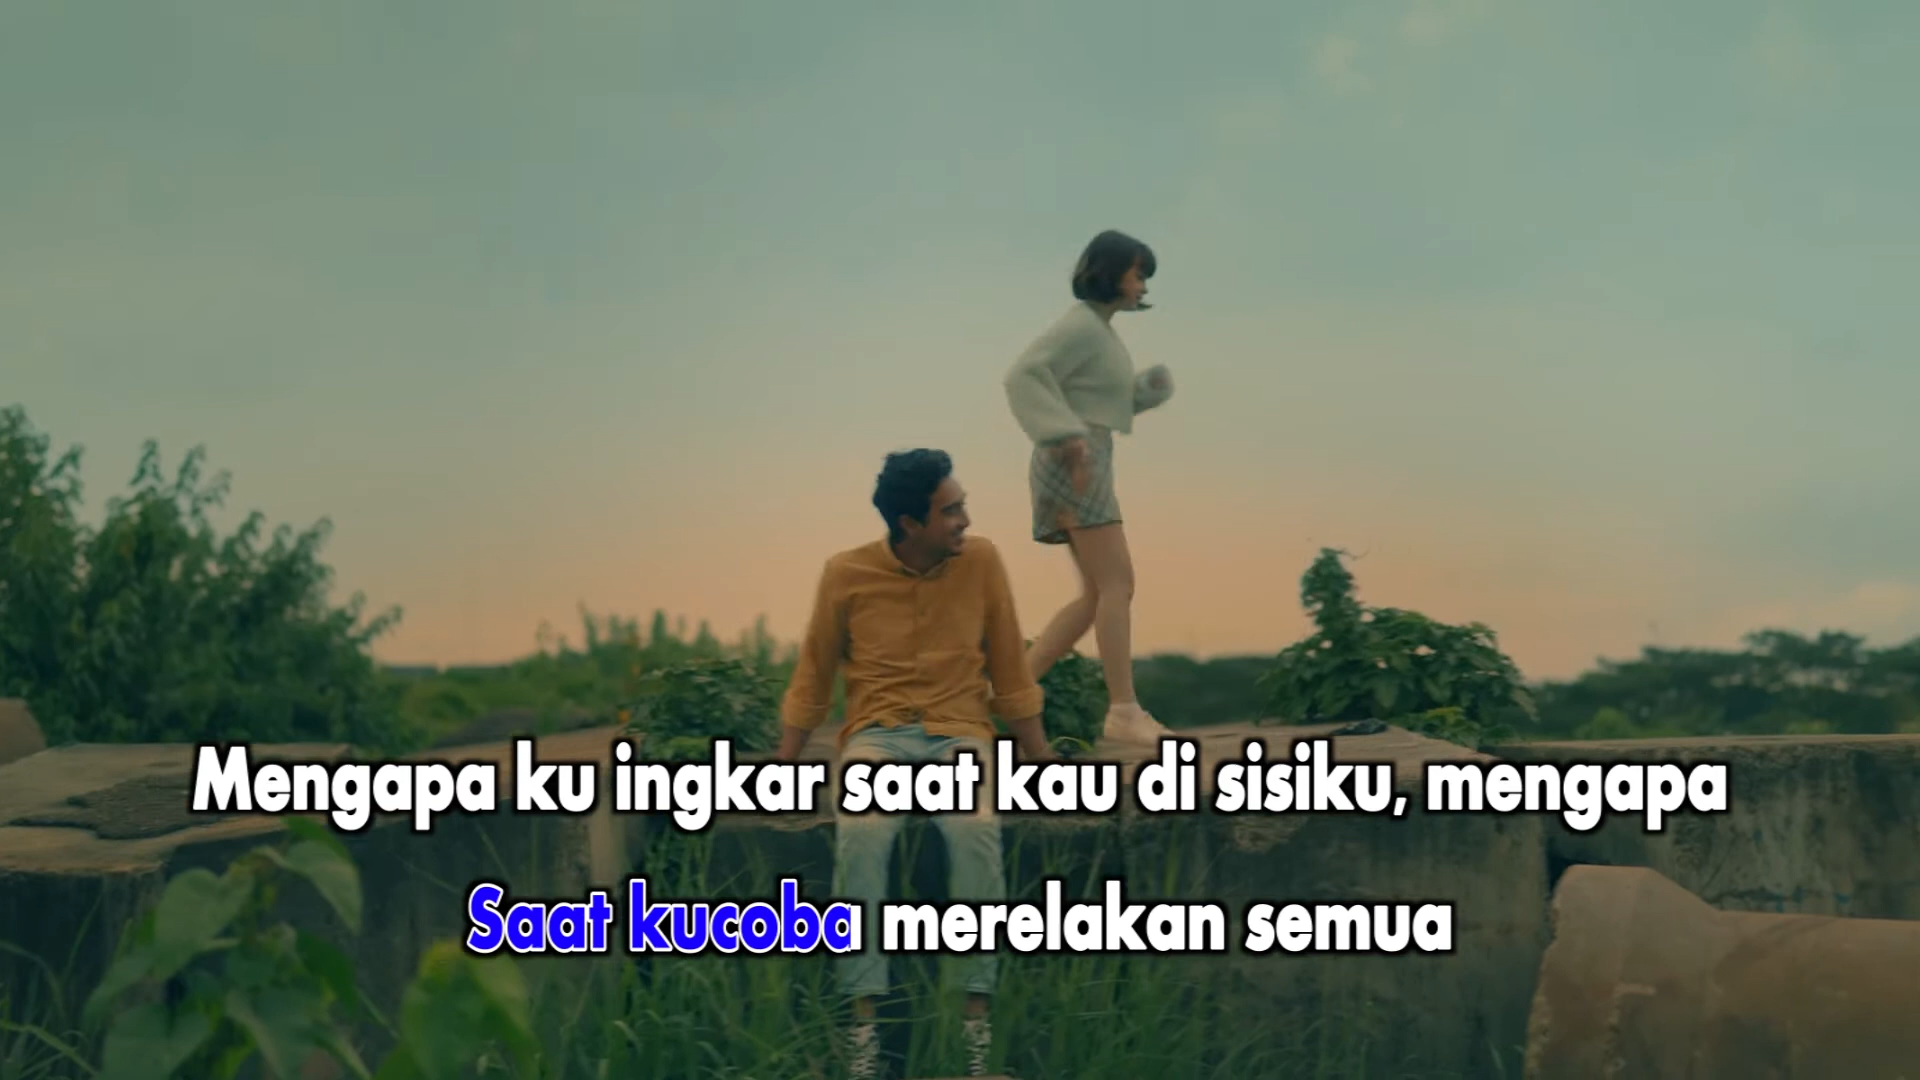 Mengapa ku ingkar saat kau di sisiku, mengapa
Saat kucoba merelakan semua